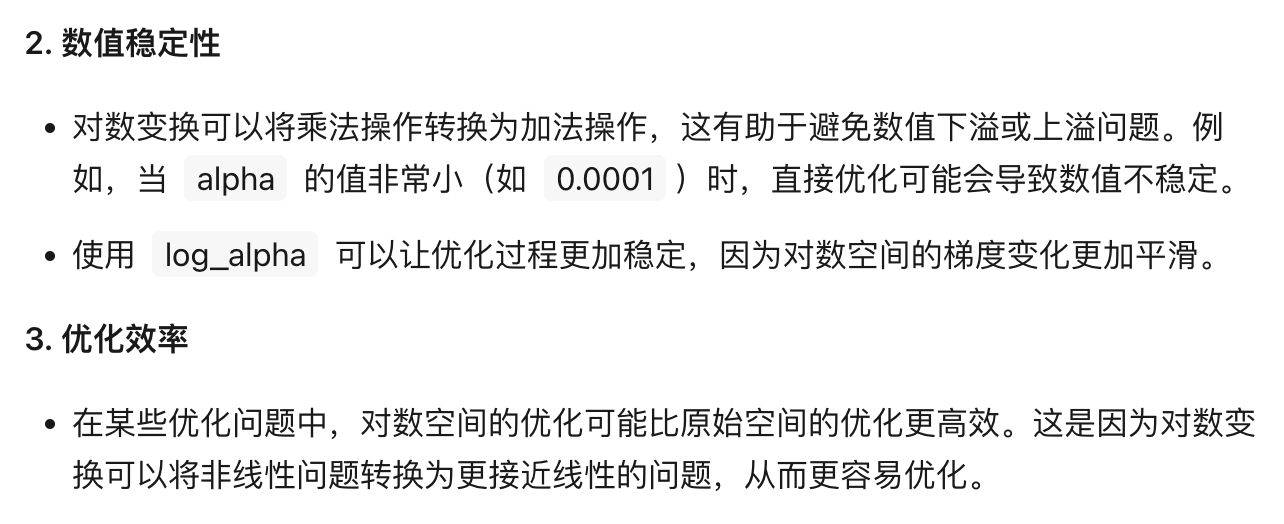 2. 数值稳定性
• 对数变换可以将乘法操作转换为加法操作，这有助于避免数值下溢或上溢问题。例
如，当 alpha 的值非常小（如 0.0001 ）时，直接优化可能会导致数值不稳定。
• 使用 log_alpha 可以让优化过程更加稳定，因为对数空间的梯度变化更加平滑。
3. 优化效率
• 在某些优化问题中，对数空间的优化可能比原始空间的优化更高效。这是因为对数变
换可以将非线性问题转换为更接近线性的问题，从而更容易优化。